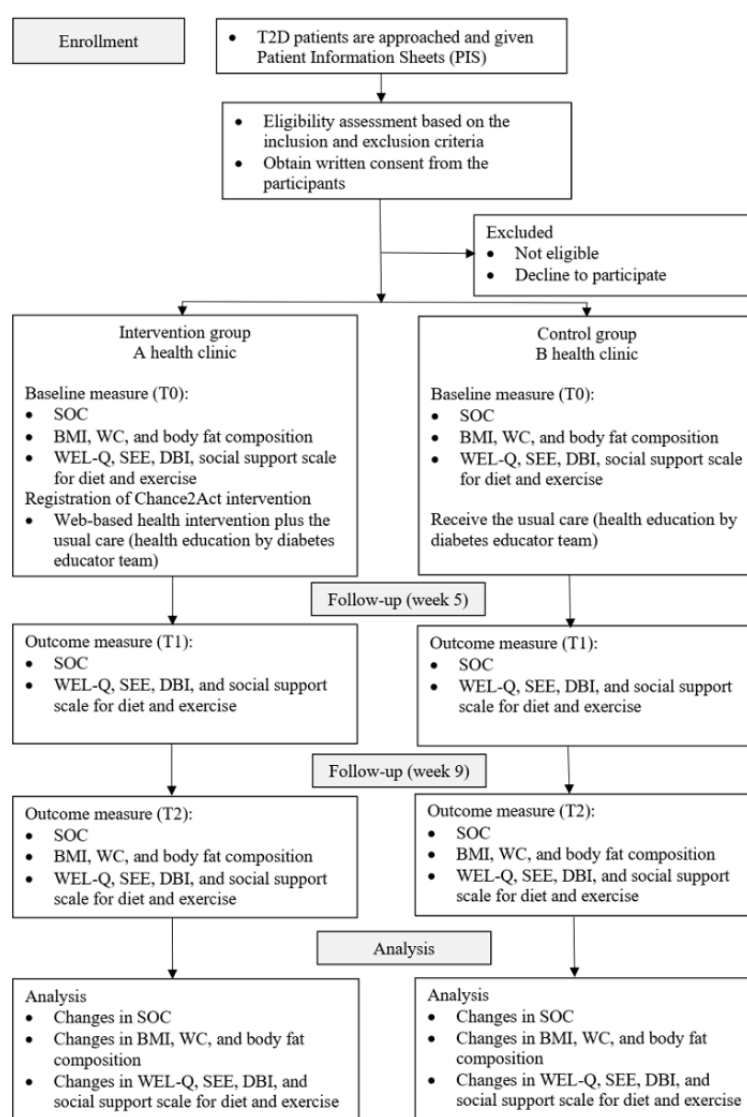 Enrollment
• T2D patients are approached and given
Patient Information Sheets (PIS)
• Eligibility assessment based on the
inclusion and exclusion criteria
• Obtain written consent from the
participants
Excluded
• Not eligible
• Decline to participate
Intervention group
A health clinic
Baseline measure (T0):
• SOC
• BMI, WC, and body fat composition
• WEL-Q, SEE, DBI, social support scale
for diet and exercise
Registration of Chance2Act intervention
• Web-based health intervention plus the
usual care (health education by diabetes
educator team)
Control group
B health clinic
Baseline measure (T0):
• SOC
• BMI, WC, and body fat composition
• WEL-Q, SEE, DBI, social support scale
for diet and exercise
Receive the usual care (health education by
diabetes educator team)
Follow-up (week 5)
Outcome measure (T1):
• SOC
• WEL-Q, SEE, DBI, and social support
scale for diet and exercise
Outcome measure (T1):
• SOC
• WEL-Q, SEE, DBI, and social support
scale for diet and exercise
Follow-up (week 9)
Outcome measure (T2):
• SOC
• BMI, WC, and body fat composition
• WEL-Q, SEE, DBI, and social support
scale for diet and exercise
Outcome measure (T2):
• SOC
• BMI, WC, and body fat composition
• WEL-Q, SEE, DBI, and social support
scale for diet and exercise
Analysis
Analysis
• Changes in SOC
• Changes in BMI, WC, and body fat
composition
• Changes in WEL-Q, SEE, DBI, and
social support scale for diet and exercise
Analysis
• Changes in SOC
• Changes in BMI, WC, and body fat
composition
• Changes in WEL-Q, SEE, DBI, and
social support scale for diet and exercise